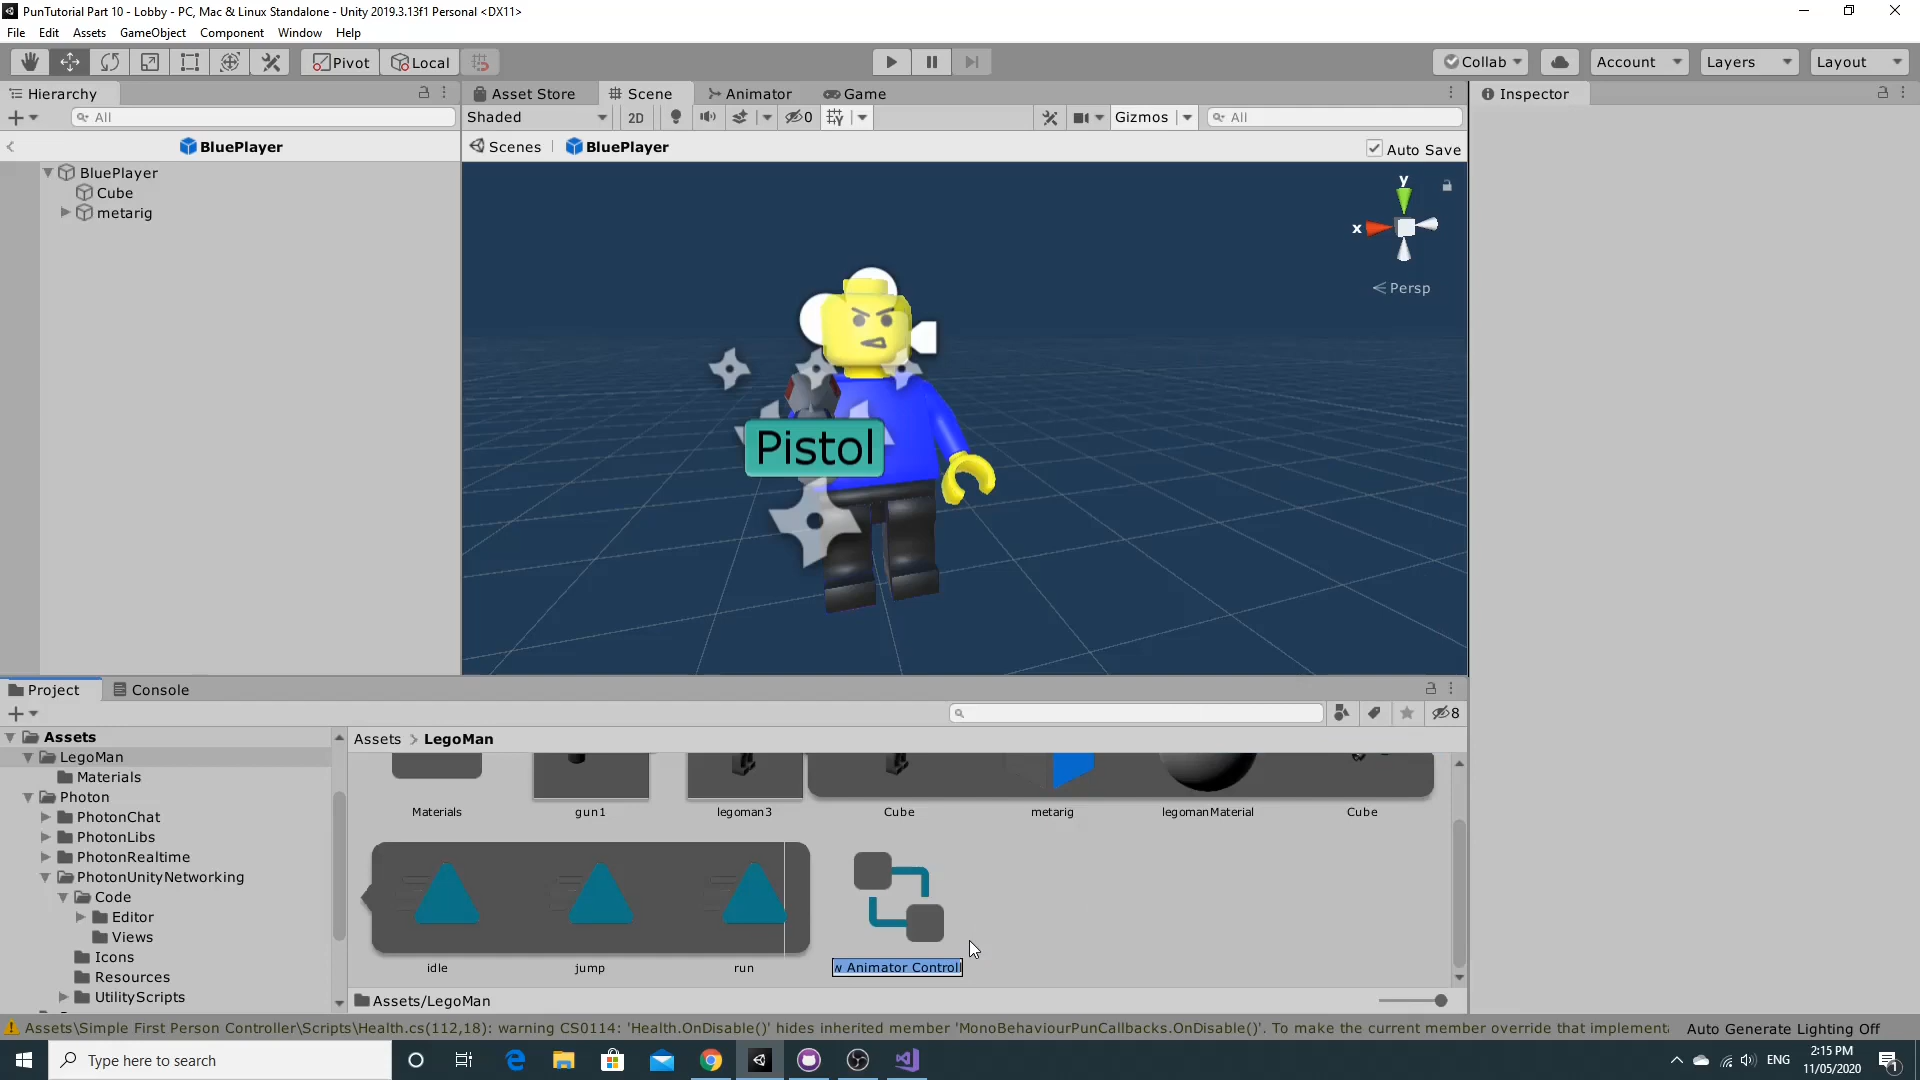 PunTutorial Part 10 - Lobby - PC, Mac & Linux Standalone - Unity 2019.3.13f1 Personal <DX11>
File Edit Assets GameObject Component Window Help
Pivot Local Collab Account Layers Layout
Hierarchy Asset Store Scene Animator Game Inspector
All Shaded 2D 0 Gizmos All
BluePlayer Scenes BluePlayer Auto Save
BluePlayer
Cube
metarig
y
x
Persp
Pistol
Project Console
8
Assets
Assets > LegoMan
LegoMan
Materials
Photon
PhotonChat
PhotonLibs
PhotonRealtime
PhotonUnityNetworking
Code
Editor
Views
Icons
Resources
UtilityScripts
Materials gun1 legoman3 Cube metarig legomanMaterial Cube
idle jump run w Animator Controll
Assets/LegoMan
Assets\Simple First Person Controller\Scripts\Health.cs(112,18): warning CS0114: 'Health.OnDisable()' hides inherited member 'MonoBehaviourPunCallbacks.OnDisable()'. To make the current member override that implementa
Auto Generate Lighting Off
Type here to search
ENG
2:15 PM
11/05/2020
1